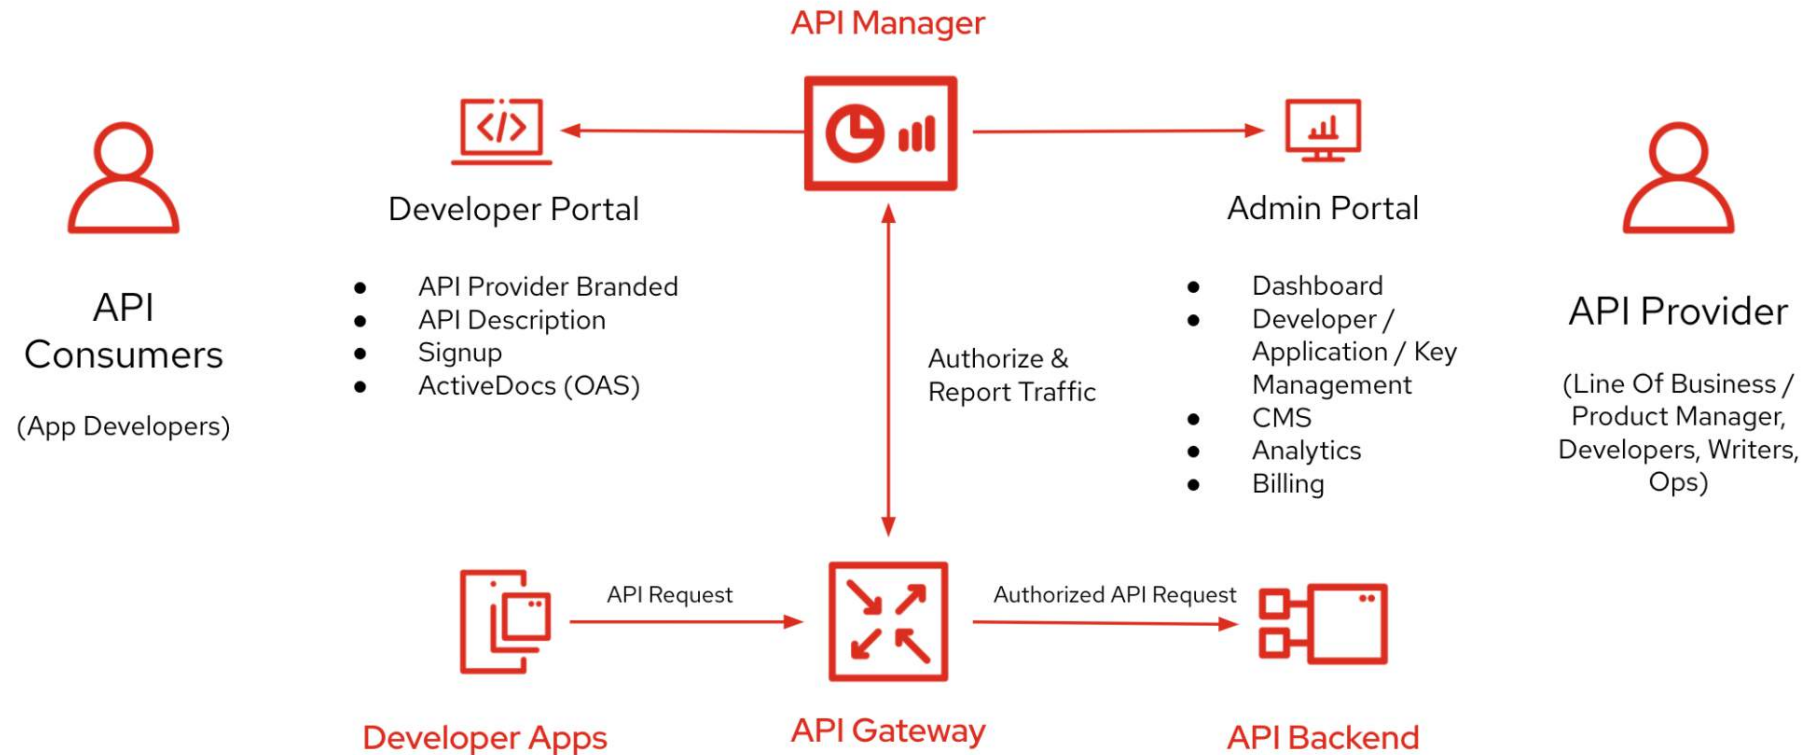 API Manager
Developer Portal
Admin Portal
API
Consumers
(App Developers)
● API Provider Branded
● API Description
● Signup
● ActiveDocs (OAS)
Authorize &
Report Traffic
● Dashboard
● Developer /
Application / Key
Management
● CMS
● Analytics
● Billing
API Provider
(Line Of Business /
Product Manager,
Developers, Writers,
Ops)
API Request
Authorized API Request
Developer Apps
API Gateway
API Backend